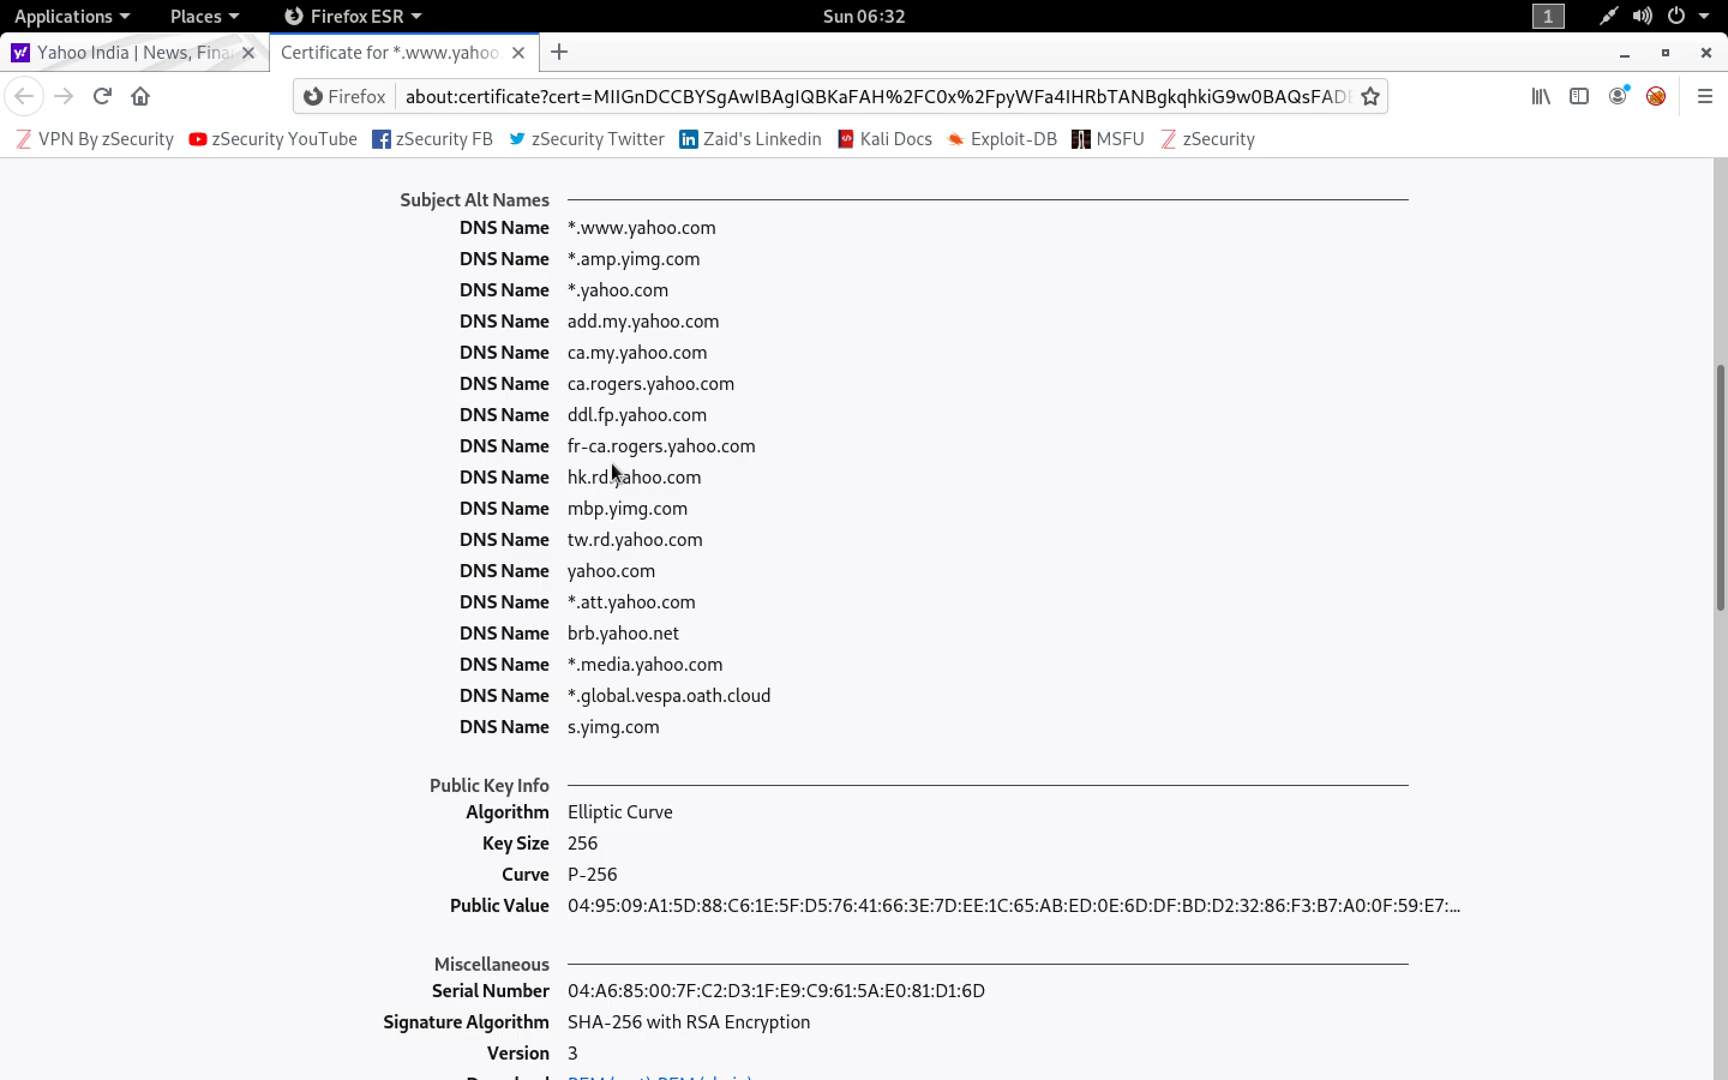 Applications Places Firefox ESR Sun 06:32 1
Yahoo India | News, Fina Certificate for *.www.yahoo.
Firefox about:certificate?cert=MIIGnDCCBYSgAwIBAgIQBKaFAH%2FC0x%2FpyWFa4IHRbTANBgkqhkiG9w0BAQsFADB
VPN By zSecurity zSecurity YouTube zSecurity FB zSecurity Twitter Zaid's Linkedin Kali Docs Exploit-DB MSFU zSecurity
Subject Alt Names
DNS Name *.www.yahoo.com
DNS Name *.amp.yimg.com
DNS Name *.yahoo.com
DNS Name add.my.yahoo.com
DNS Name ca.my.yahoo.com
DNS Name ca.rogers.yahoo.com
DNS Name ddl.fp.yahoo.com
DNS Name fr-ca.rogers.yahoo.com
DNS Name hk.rd.yahoo.com
DNS Name mbp.yimg.com
DNS Name tw.rd.yahoo.com
DNS Name yahoo.com
DNS Name *.att.yahoo.com
DNS Name brb.yahoo.net
DNS Name *.media.yahoo.com
DNS Name *.global.vespa.oath.cloud
DNS Name s.yimg.com
Public Key Info
Algorithm Elliptic Curve
Key Size 256
Curve P-256
Public Value 04:95:09:A1:5D:88:C6:1E:5F:D5:76:41:66:3E:7D:EE:1C:65:AB:ED:0E:6D:DF:BD:D2:32:86:F3:B7:A0:0F:59:E7:...
Miscellaneous
Serial Number 04:A6:85:00:7F:C2:D3:1F:E9:C9:61:5A:E0:81:D1:6D
Signature Algorithm SHA-256 with RSA Encryption
Version 3